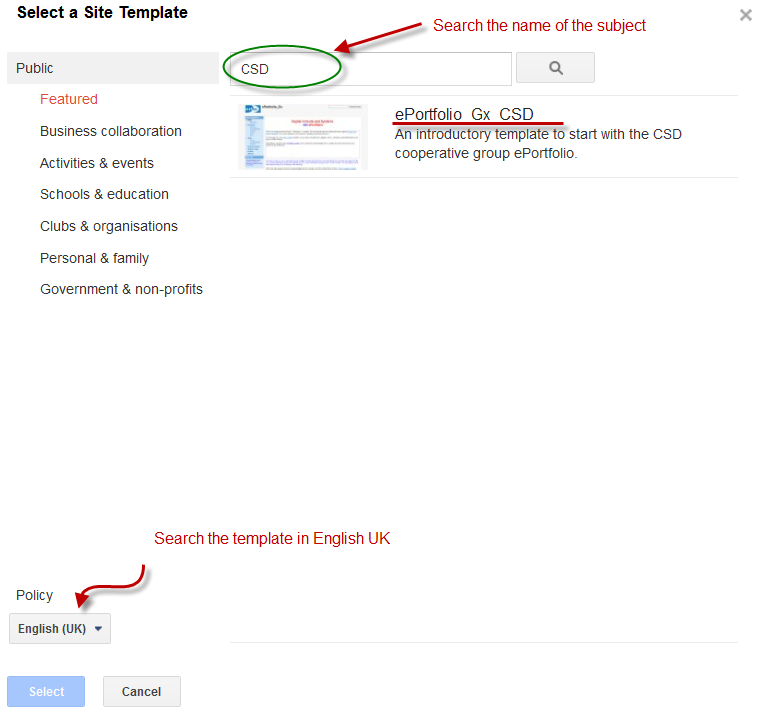 Select a Site Template
Search the name of the subject
Public
CSD
Featured
Business collaboration
Activities & events
Schools & education
Clubs & organisations
Personal & family
Government & non-profits
ePortfolio_Gx_CSD
An introductory template to start with the CSD
cooperative group ePortfolio.
Search the template in English UK
Policy
English (UK)
Select
Cancel